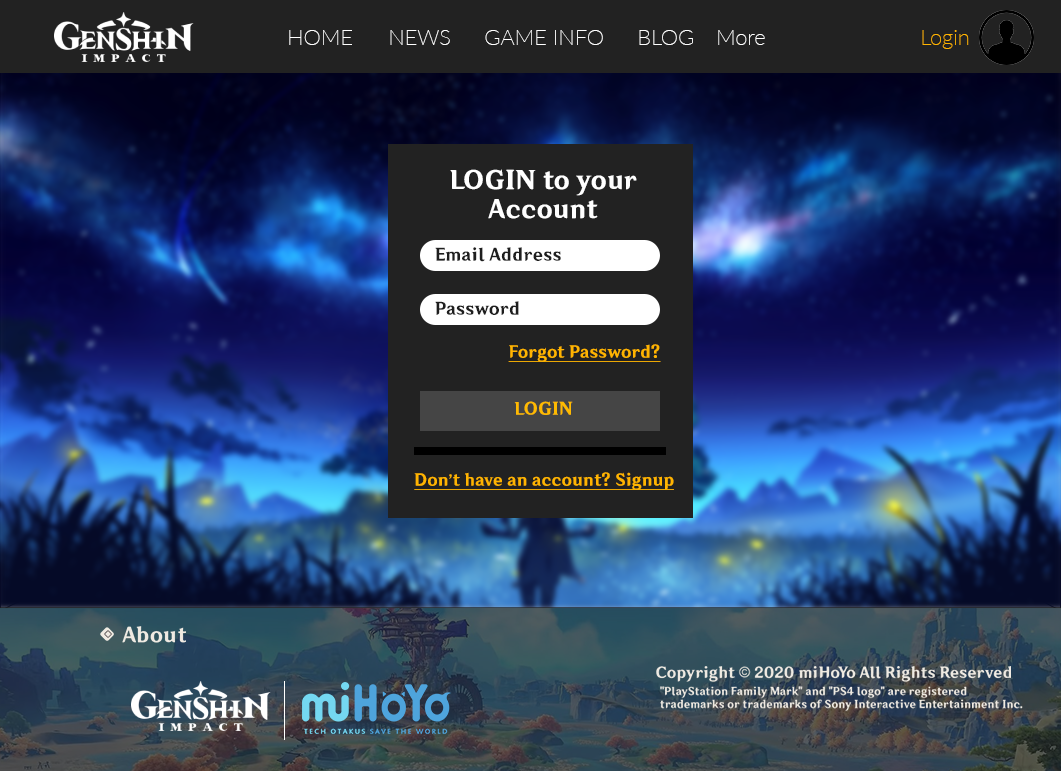 GENSHIN
IMPACT
HOME NEWS GAME INFO BLOG More
Login
LOGIN to your
Account
Email Address
Password
Forgot Password?
LOGIN
Don't have an account? Signup
About
GENSHIN
IMPACT
miHoYo
TECH OTAKUS SAVE THE WORLD
Copyright © 2020 miHoYo All Rights Reserved
"PlayStation Family Mark" and "PS4 logo" are registered
trademarks or trademarks of Sony Interactive Entertainment Inc.